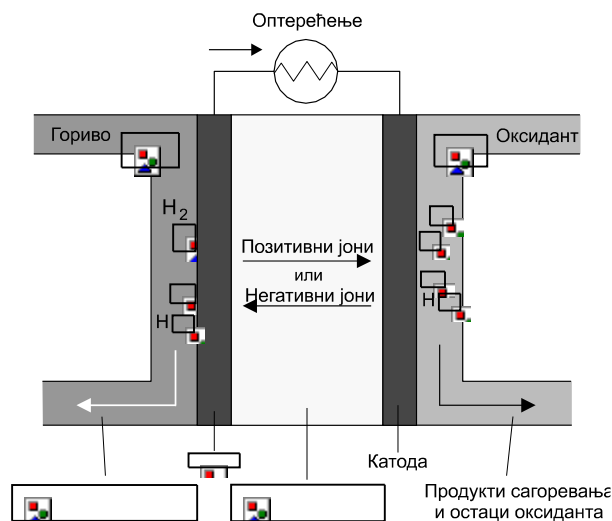 Оптерећење
Гориво
Оксидант
H2
Позитивни јони
или
Негативни јони
H
H
Катода
Продукти сагоревања
и остаци оксиданта